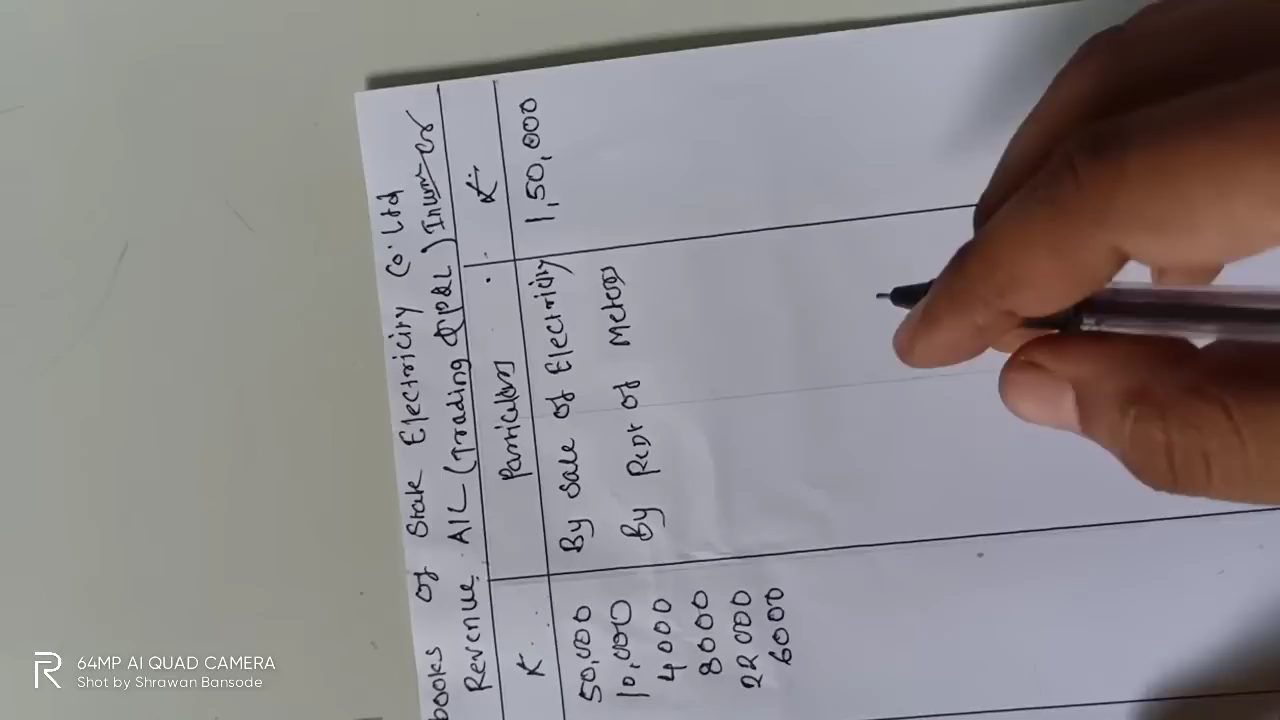 books of State Electricity Co. Ltd
Revenue A/c (Trading & P&L)
₹ Particulars ₹
50,000 By Sale of Electricity 1,50,000
10,000 By Rent of Meters
4000
8000
22000
6000
64MP AI QUAD CAMERA
Shot by Shrawan Bansode